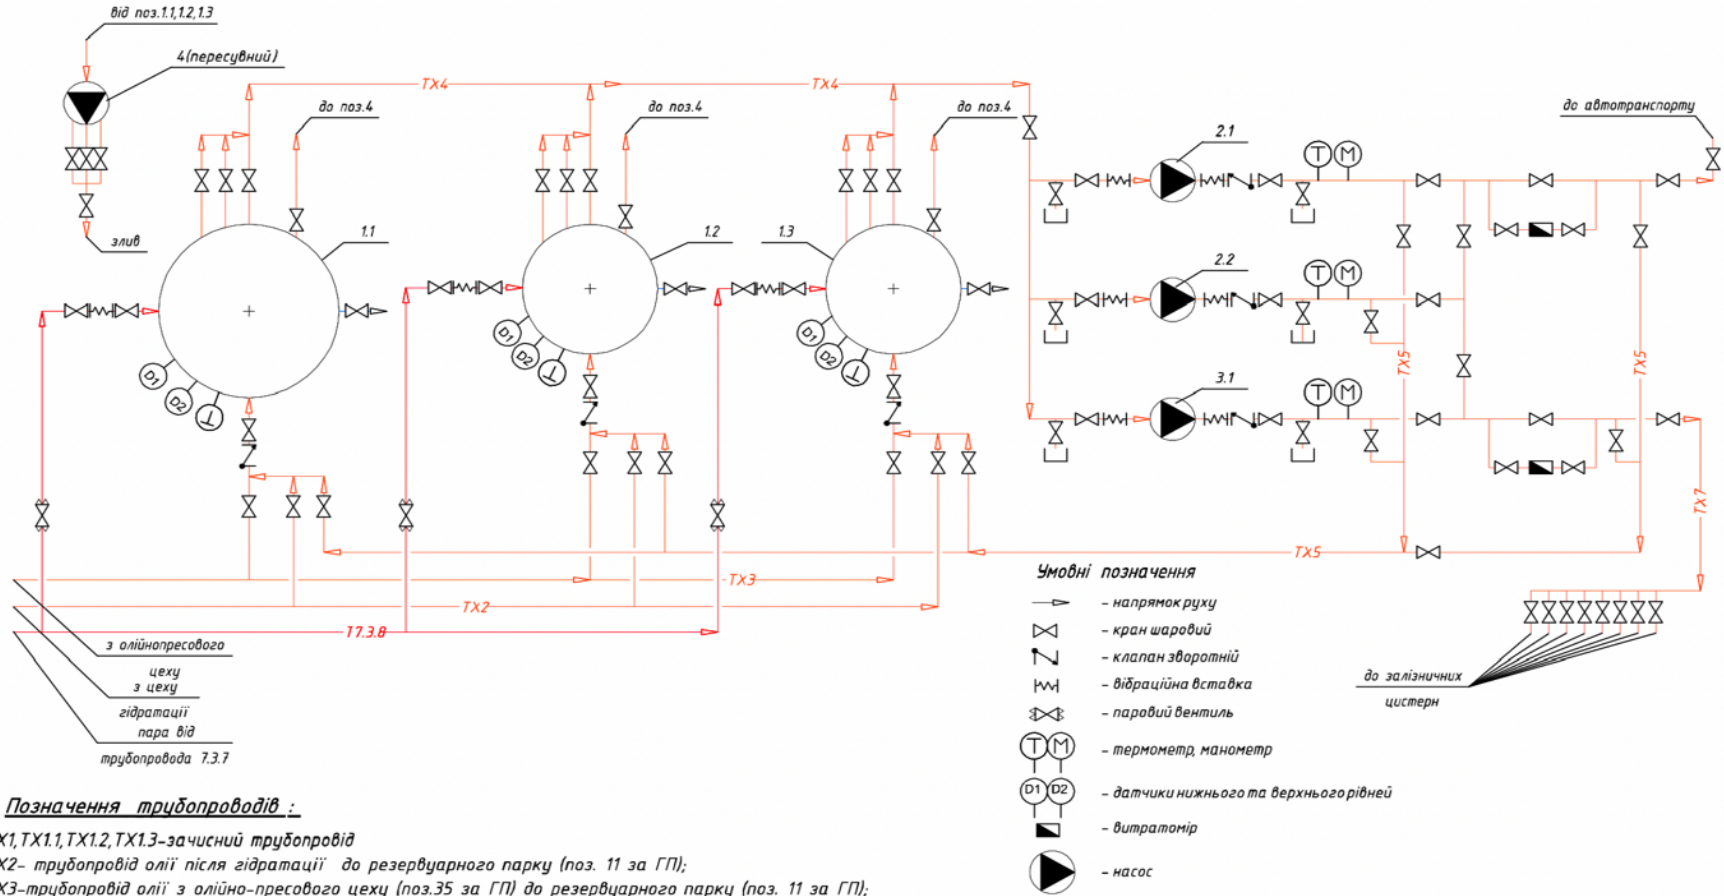 від поз.1.1,1.2,1.3
4(пересувний)
ТХ4
ТХ4
до поз.4
до поз.4
до поз.4
до автотранспорту
2.1
Т М
злив
1.1
1.2
1.3
2.2
Т М
D1
D2
⊥
D1
D2
⊥
D1
D2
⊥
ТХ5
ТХ5
3.1
Т М
ТХ7
ТХ5
ТХ3
ТХ2
Т7.3.8
з олійнопресового
цеху
з цеху
гідратації
пара від
трубопровода 7.3.7
до залізничних
цистерн
Умовні позначення
- напрямок руху
- кран шаровий
- клапан зворотній
- вібраційна вставка
- паровий вентиль
Т М - термометр, манометр
D1 D2 - датчики нижнього та верхнього рівней
- витратомір
- насос
Позначення трубопроводів :
Х1,ТХ1.1,ТХ1.2,ТХ1.3-зачисний трубопровід
Х2- трубопровід олії після гідратації до резервуарного парку (поз. 11 за ГП);
Х3-трубопровід олії з олійно-пресового цеху (поз.35 за ГП) до резервуарного парку (поз. 11 за ГП);